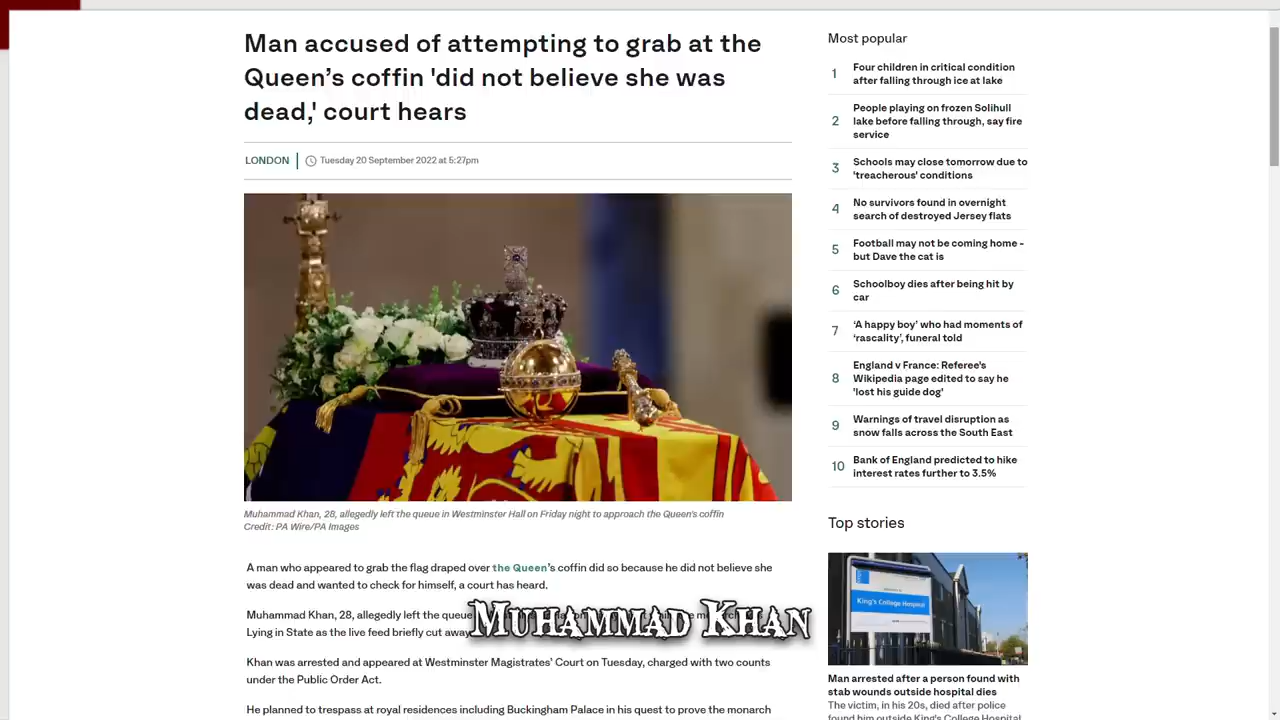 Man accused of attempting to grab at the
Queen's coffin 'did not believe she was
dead,' court hears
LONDON
Tuesday 20 September 2022 at 5:27pm
Muhammad Khan, 28, allegedly left the queue in Westminster Hall on Friday night to approach the Queen's coffin
Credit: PA Wire/PA Images
A man who appeared to grab the flag draped over the Queen's coffin did so because he did not believe she
was dead and wanted to check for himself, a court has heard.
Muhammad Khan, 28, allegedly left the queue
Lying in State as the live feed briefly cut away
MUHAMMAD KHAN
Khan was arrested and appeared at Westminster Magistrates' Court on Tuesday, charged with two counts
under the Public Order Act.
He planned to trespass at royal residences including Buckingham Palace in his quest to prove the monarch
Most popular
1 Four children in critical condition
after falling through ice at lake
2 People playing on frozen Solihull
lake before falling through, say fire
service
3 Schools may close tomorrow due to
'treacherous' conditions
4 No survivors found in overnight
search of destroyed Jersey flats
5 Football may not be coming home –
but Dave the cat is
6 Schoolboy dies after being hit by
car
7 'A happy boy' who had moments of
'rascality', funeral told
8 England v France: Referee's
Wikipedia page edited to say he
'lost his guide dog'
9 Warnings of travel disruption as
snow falls across the South East
10 Bank of England predicted to hike
interest rates further to 3.5%
Top stories
King's College Hospital
Man arrested after a person found with
stab wounds outside hospital dies
The victim, in his 20s, died after police
found him outside King's College Hospital